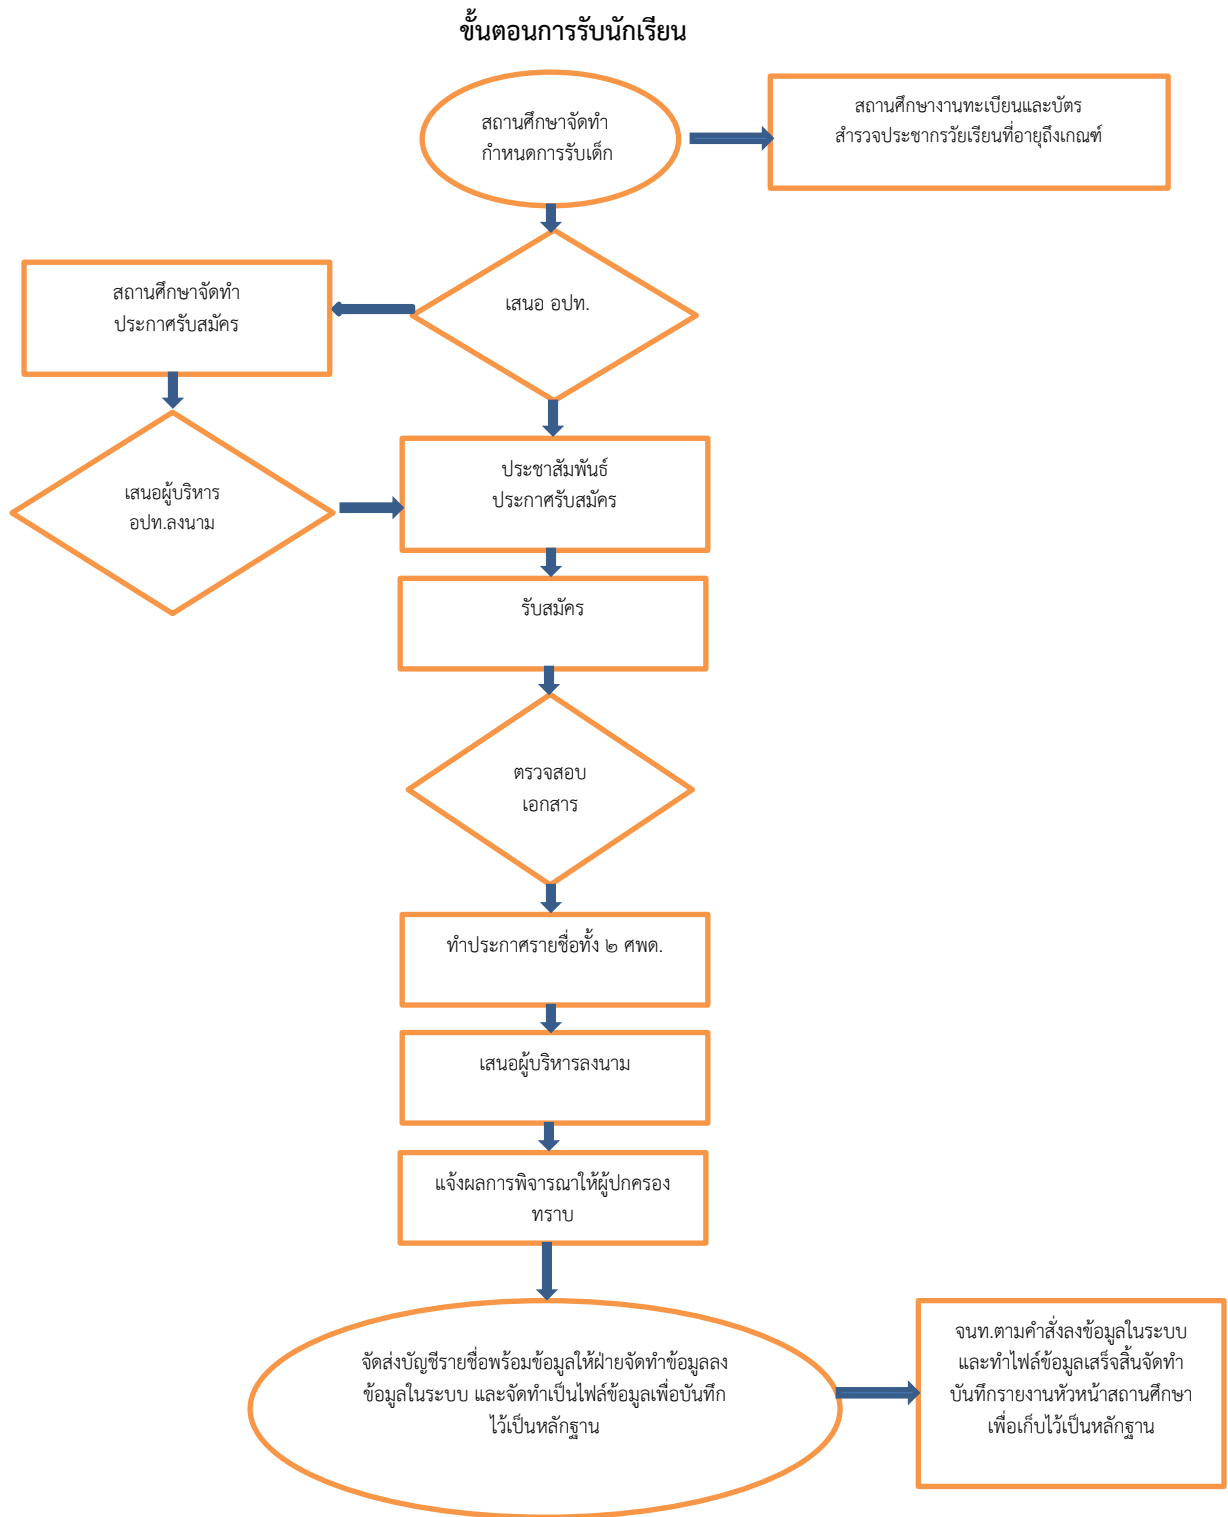 ขั้นตอนการรับนักเรียน
สถานศึกษาจัดทำ
กำหนดการรับเด็ก
สถานศึกษางานทะเบียนและบัตร
สำรวจประชากรวัยเรียนที่อายุถึงเกณฑ์
เสนอ อปท.
สถานศึกษาจัดทำ
ประกาศรับสมัคร
เสนอผู้บริหาร
อปท.ลงนาม
ประชาสัมพันธ์
ประกาศรับสมัคร
รับสมัคร
ตรวจสอบ
เอกสาร
ทำประกาศรายชื่อทั้ง ๒ ศพด.
เสนอผู้บริหารลงนาม
แจ้งผลการพิจารณาให้ผู้ปกครอง
ทราบ
จัดส่งบัญชีรายชื่อพร้อมข้อมูลให้ฝ่ายจัดทำข้อมูลลง
ข้อมูลในระบบ และจัดทำเป็นไฟล์ข้อมูลเพื่อบันทึก
ไว้เป็นหลักฐาน
จนท.ตามคำสั่งลงข้อมูลในระบบ
และทำไฟล์ข้อมูลเสร็จสิ้นจัดทำ
บันทึกรายงานหัวหน้าสถานศึกษา
เพื่อเก็บไว้เป็นหลักฐาน